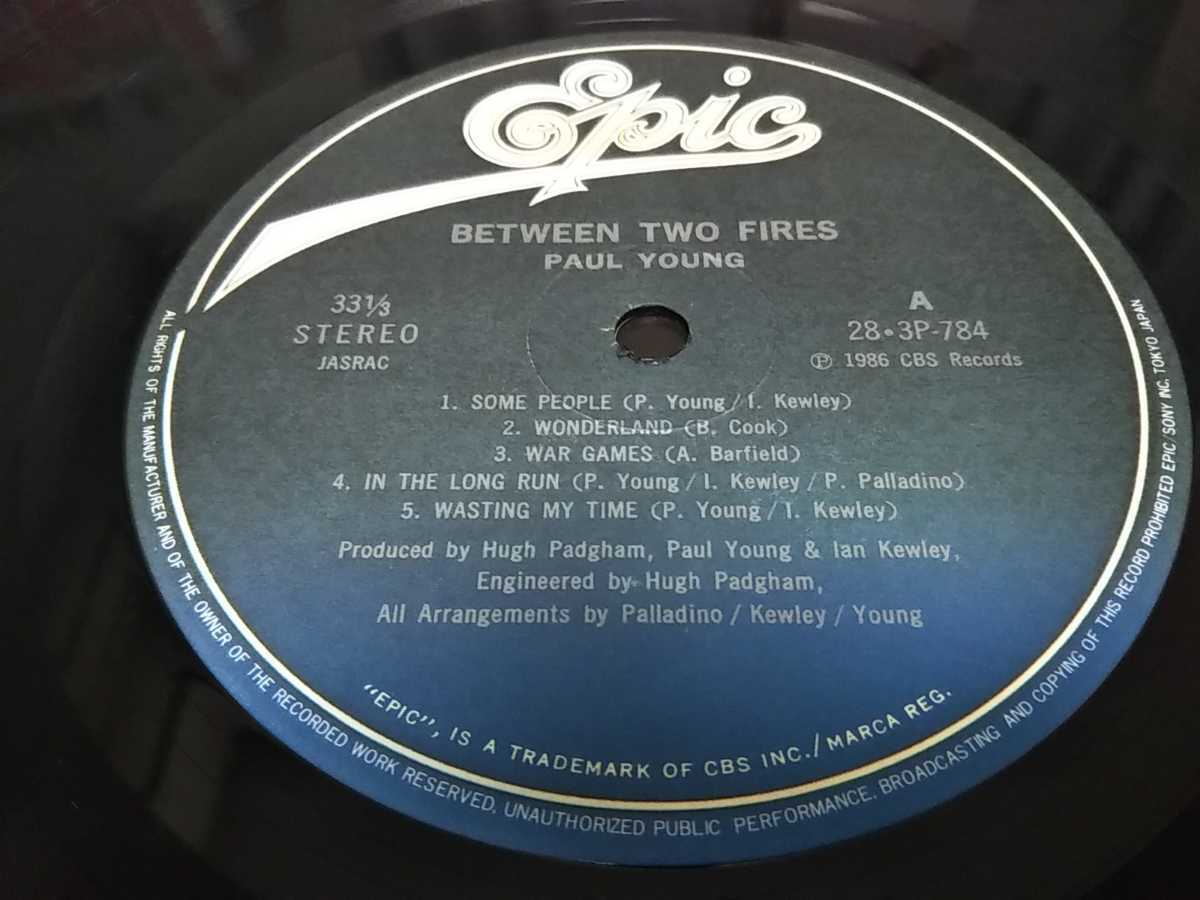 Epic
BETWEEN TWO FIRES
PAUL YOUNG
33⅓
STEREO
JASRAC
A
28・3P-784
Ⓟ 1986 CBS Records
1. SOME PEOPLE (P. Young/I. Kewley)
2. WONDERLAND (B. Cook)
3. WAR GAMES (A. Barfield)
4. IN THE LONG RUN (P. Young/I. Kewley/P. Palladino)
5. WASTING MY TIME (P. Young/I. Kewley)
Produced by Hugh Padgham, Paul Young & Ian Kewley,
Engineered by Hugh Padgham,
All Arrangements by Palladino/Kewley/Young
"EPIC", IS A TRADEMARK OF CBS INC./MARCA REG.
ALL RIGHTS OF THE MANUFACTURER AND OF THE OWNER OF THE RECORDED WORK RESERVED. UNAUTHORIZED PUBLIC PERFORMANCE, BROADCASTING AND COPYING OF THIS RECORD PROHIBITED EPIC/SONY INC. TOKYO JAPAN